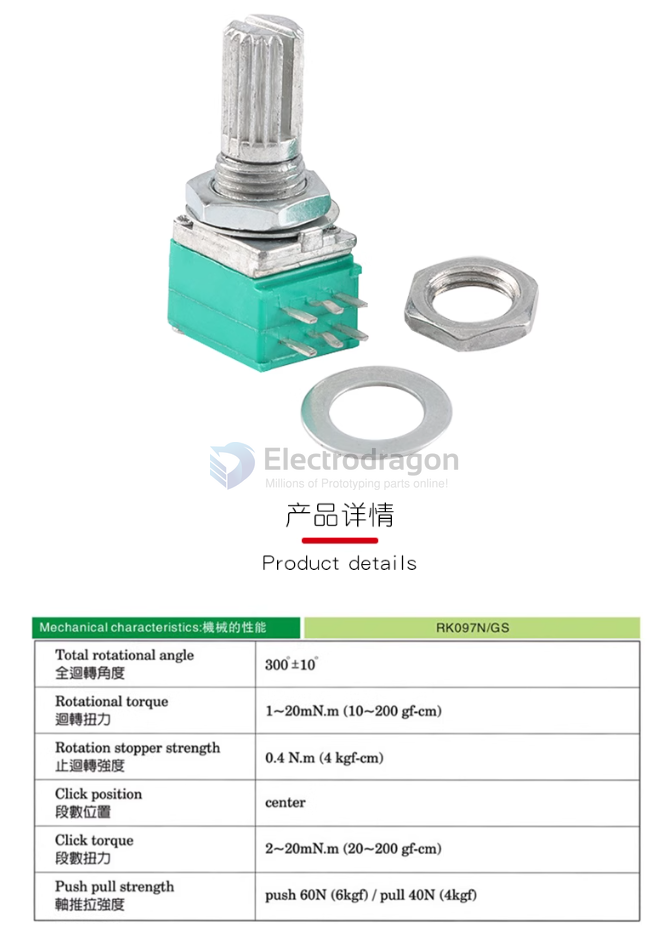 Electrodragon
Millions of Prototyping parts online!
产品详情
Product details
Mechanical characteristics:機械的性能
RK097N/GS
Total rotational angle
全迴轉角度
300°±10°
Rotational torque
迴轉扭力
1~20mN.m (10~200 gf-cm)
Rotation stopper strength
止迴轉強度
0.4 N.m (4 kgf-cm)
Click position
段數位置
center
Click torque
段數扭力
2~20mN.m (20~200 gf-cm)
Push pull strength
軸推拉強度
push 60N (6kgf) / pull 40N (4kgf)